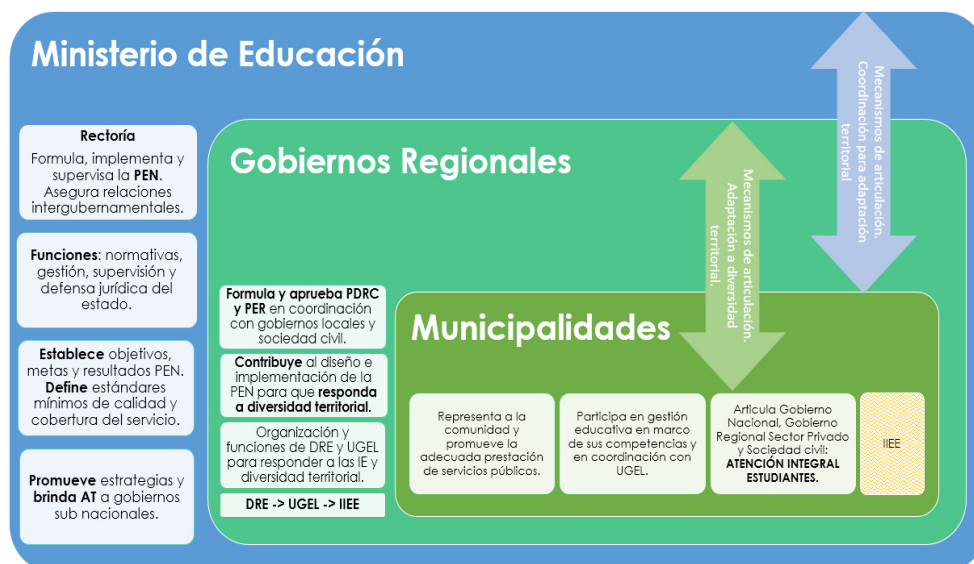 Ministerio de Educación
Rectoría
Formula, implementa y
supervisa la PEN.
Asegura relaciones
intergubernamentales.
Funciones: normativas,
gestión, supervisión y
defensa jurídica del
estado.
Establece objetivos,
metas y resultados PEN.
Define estándares
mínimos de calidad y
cobertura del servicio.
Promueve estrategias y
brinda AT a gobiernos
sub nacionales.
Gobiernos Regionales
Formula y aprueba PDRC
y PER en coordinación
con gobiernos locales y
sociedad civil.
Contribuye al diseño e
implementación de la
PEN para que responda
a diversidad territorial.
Organización y
funciones de DRE y UGEL
para responder a las IE y
diversidad territorial.
DRE -> UGEL -> IIEE
Municipalidades
Representa a la
comunidad y
promueve la
adecuada prestación
de servicios públicos.
Participa en gestión
educativa en marco
de sus competencias y
en coordinación con
UGEL.
Articula Gobierno
Nacional, Gobierno
Regional Sector Privado
y Sociedad civil:
ATENCIÓN INTEGRAL
ESTUDIANTES.
IIEE
Mecanismos de articulación.
Adaptación a diversidad
territorial.
Mecanismos de articulación.
Coordinación para adaptación
territorial